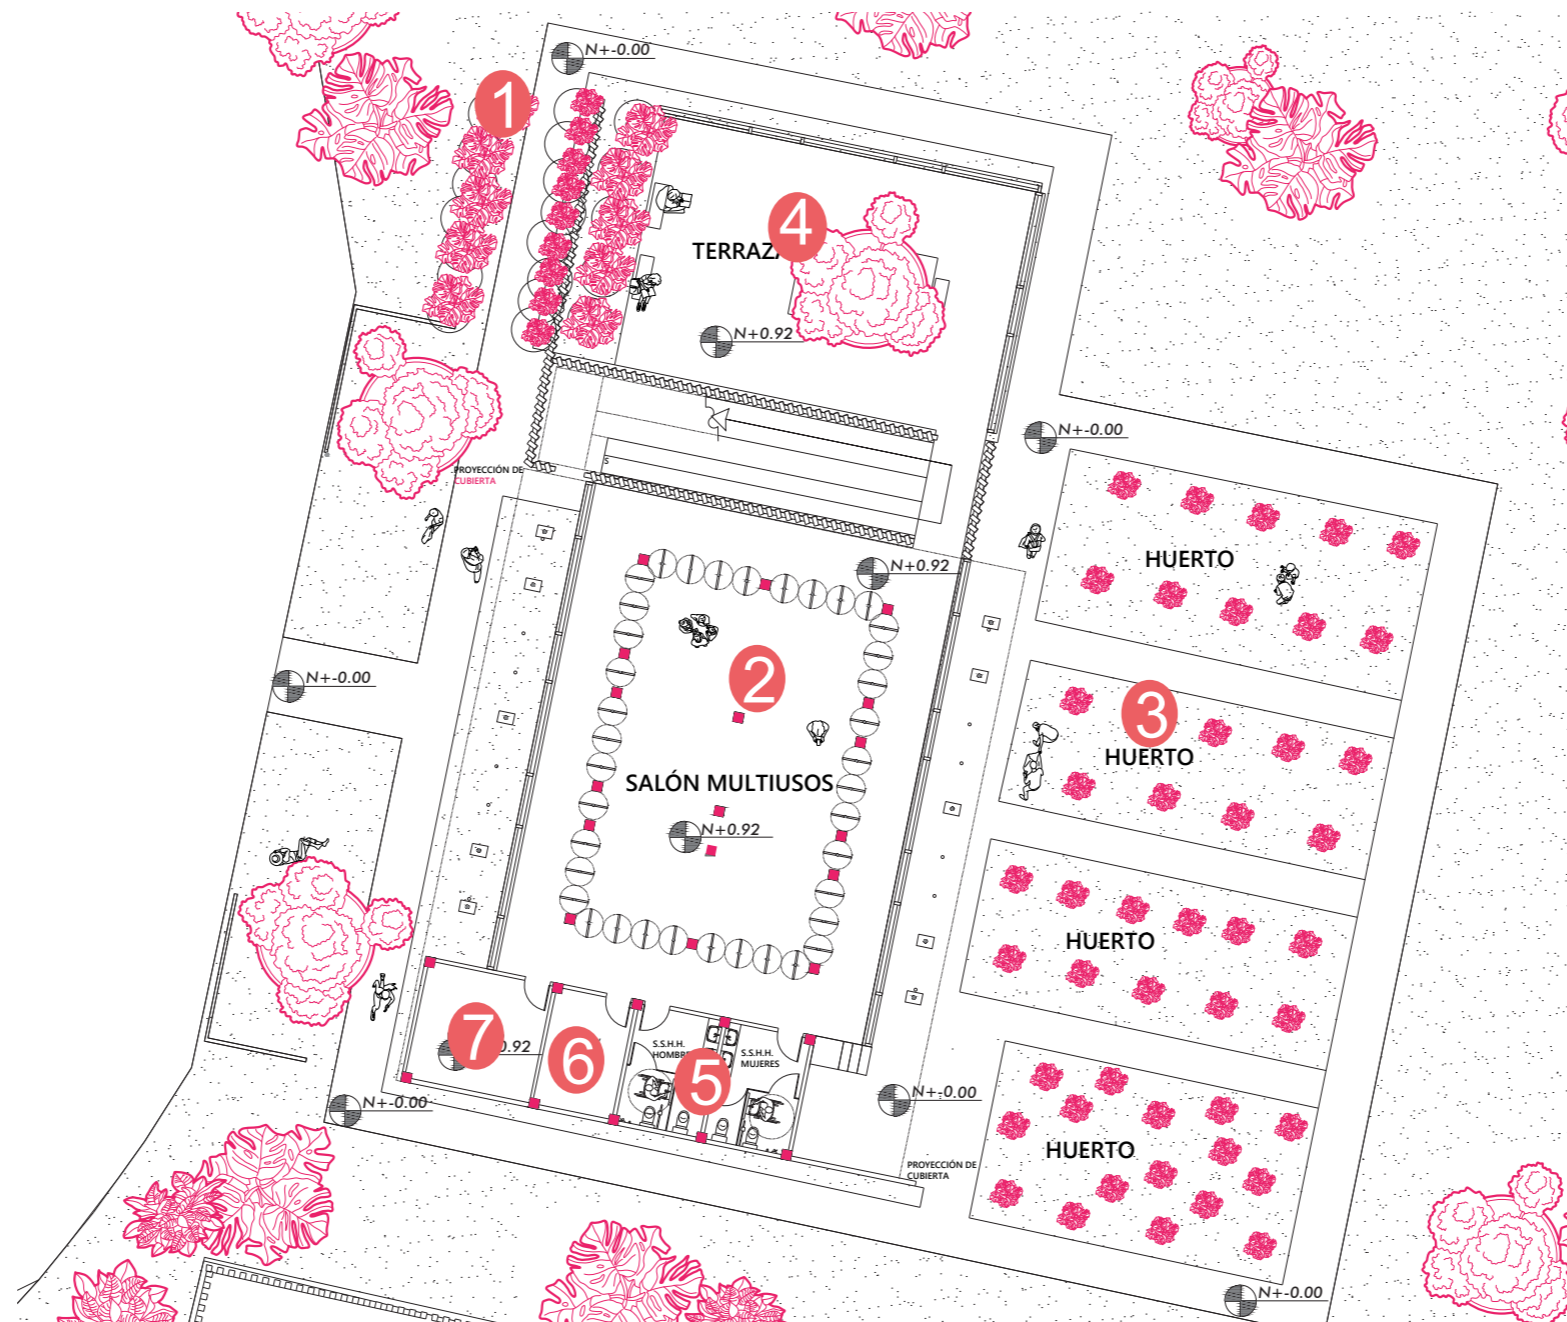 N+-0.00
1
4
TERRAZ
N+0.92
N+-0.00
PROYECCIÓN DE
CUBIERTA
S
HUERTO
N+0.92
N+-0.00
2
3
HUERTO
SALÓN MULTIUSOS
N+0.92
HUERTO
7
0.92
6
S.S.H.H.
HOMBRE
5
S.S.H.H.
MUJERES
N+-0.00
N+-0.00
HUERTO
PROYECCIÓN DE
CUBIERTA
N+-0.00